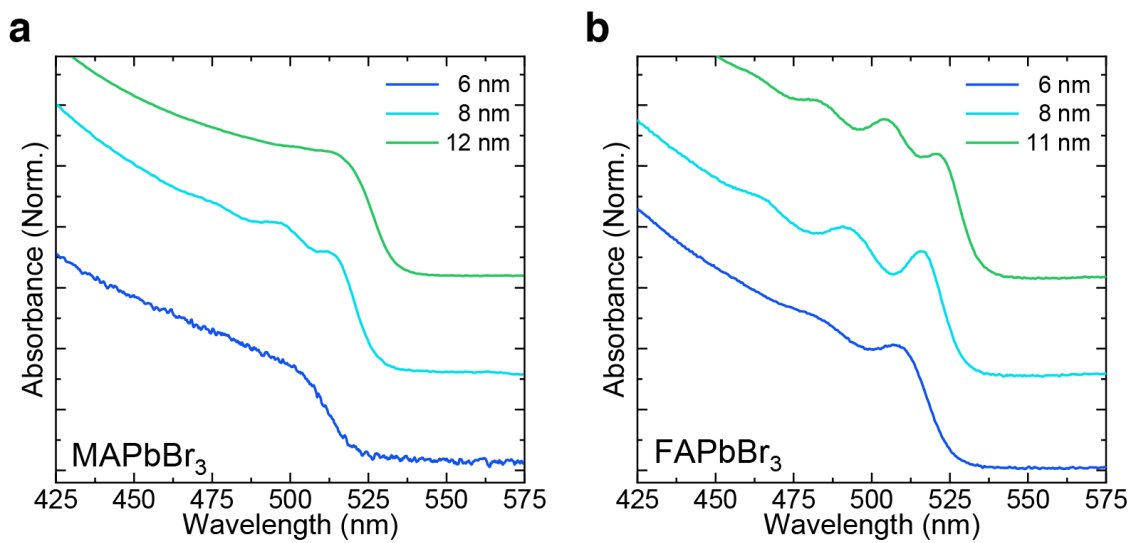 a
6 nm
8 nm
12 nm
Absorbance (Norm.)
MAPbBr₃
425 450 475 500 525 550 575
Wavelength (nm)
b
6 nm
8 nm
11 nm
Absorbance (Norm.)
FAPbBr₃
425 450 475 500 525 550 575
Wavelength (nm)